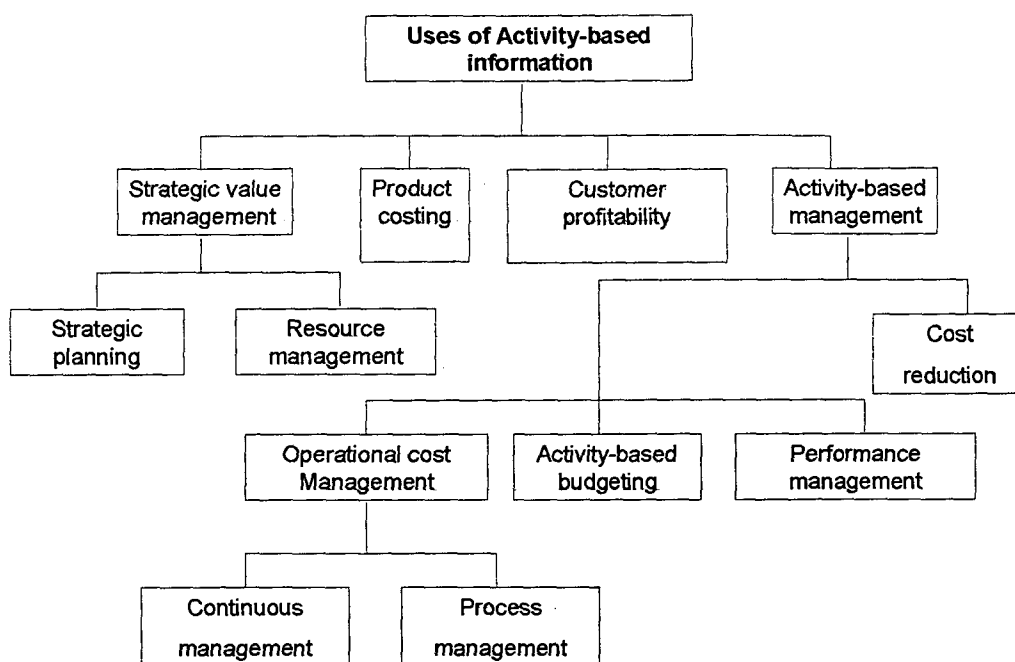 Uses of Activity-based
information
Strategic value
management
Product
costing
Customer
profitability
Activity-based
management
Strategic
planning
Resource
management
Cost
reduction
Operational cost
Management
Activity-based
budgeting
Performance
management
Continuous
management
Process
management